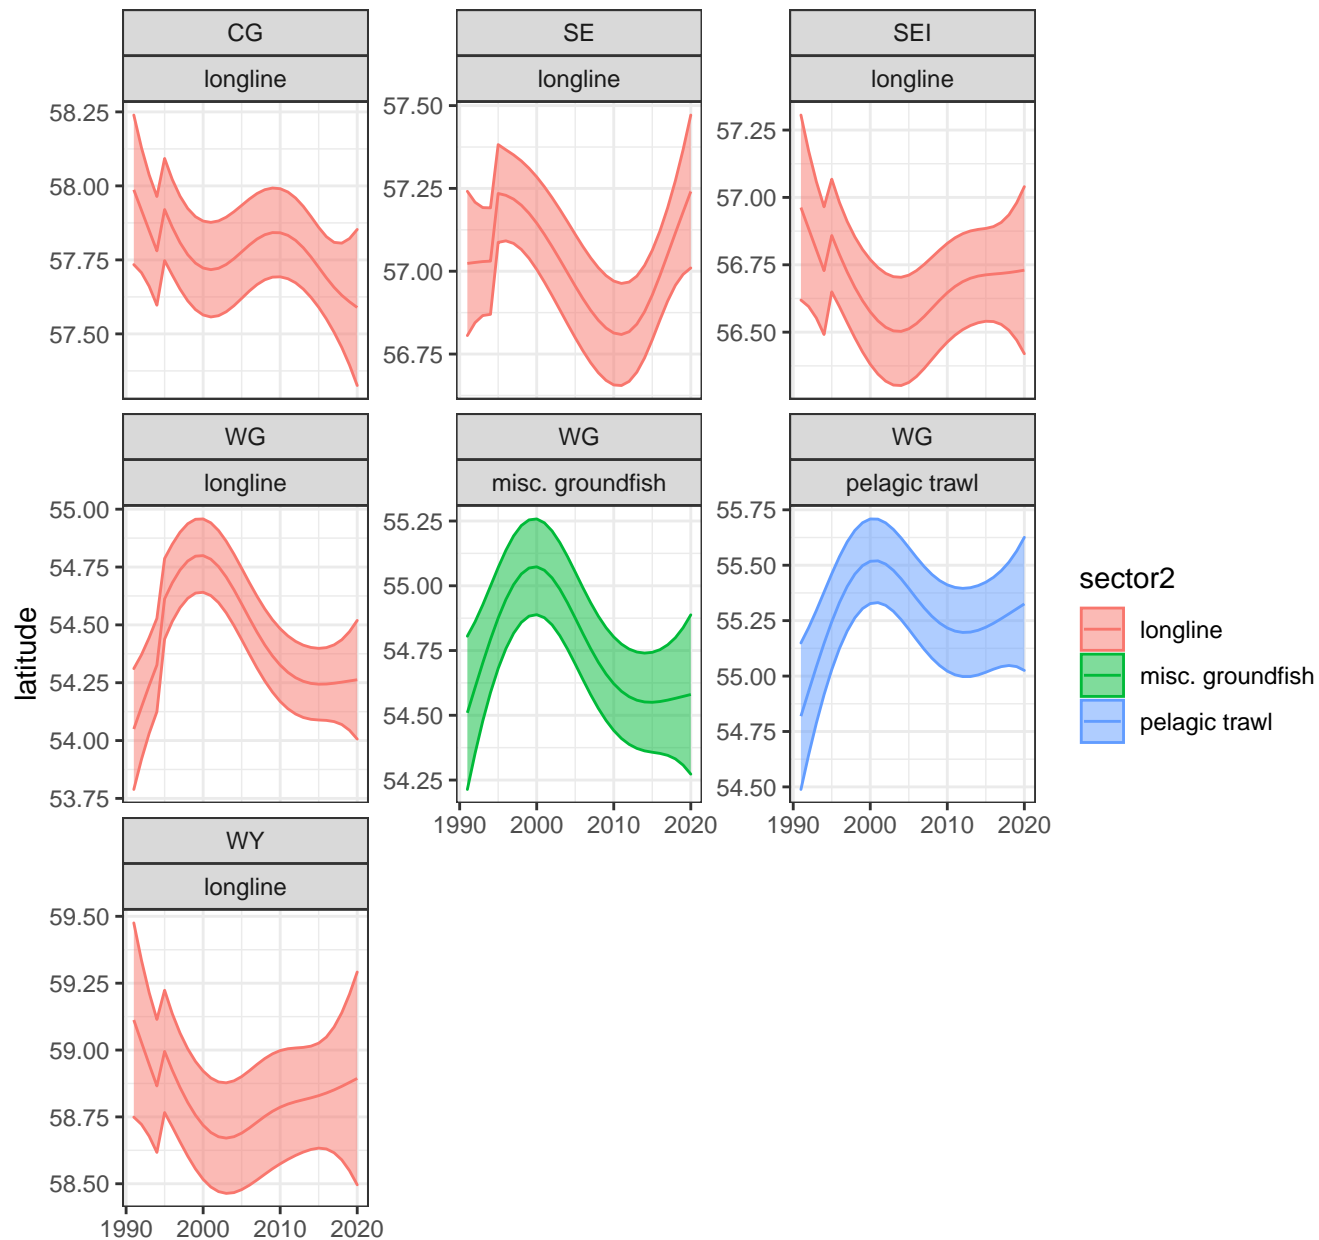 CG
longline
58.25
58.00
57.75
57.50
SE
longline
57.50
57.25
57.00
56.75
SEI
longline
57.25
57.00
56.75
56.50
WG
longline
55.00
54.75
54.50
54.25
54.00
53.75
WG
misc. groundfish
55.25
55.00
54.75
54.50
54.25
1990 2000 2010 2020
WG
pelagic trawl
55.75
55.50
55.25
55.00
54.75
54.50
1990 2000 2010 2020
WY
longline
59.50
59.25
59.00
58.75
58.50
1990 2000 2010 2020
latitude
sector2
longline
misc. groundfish
pelagic trawl